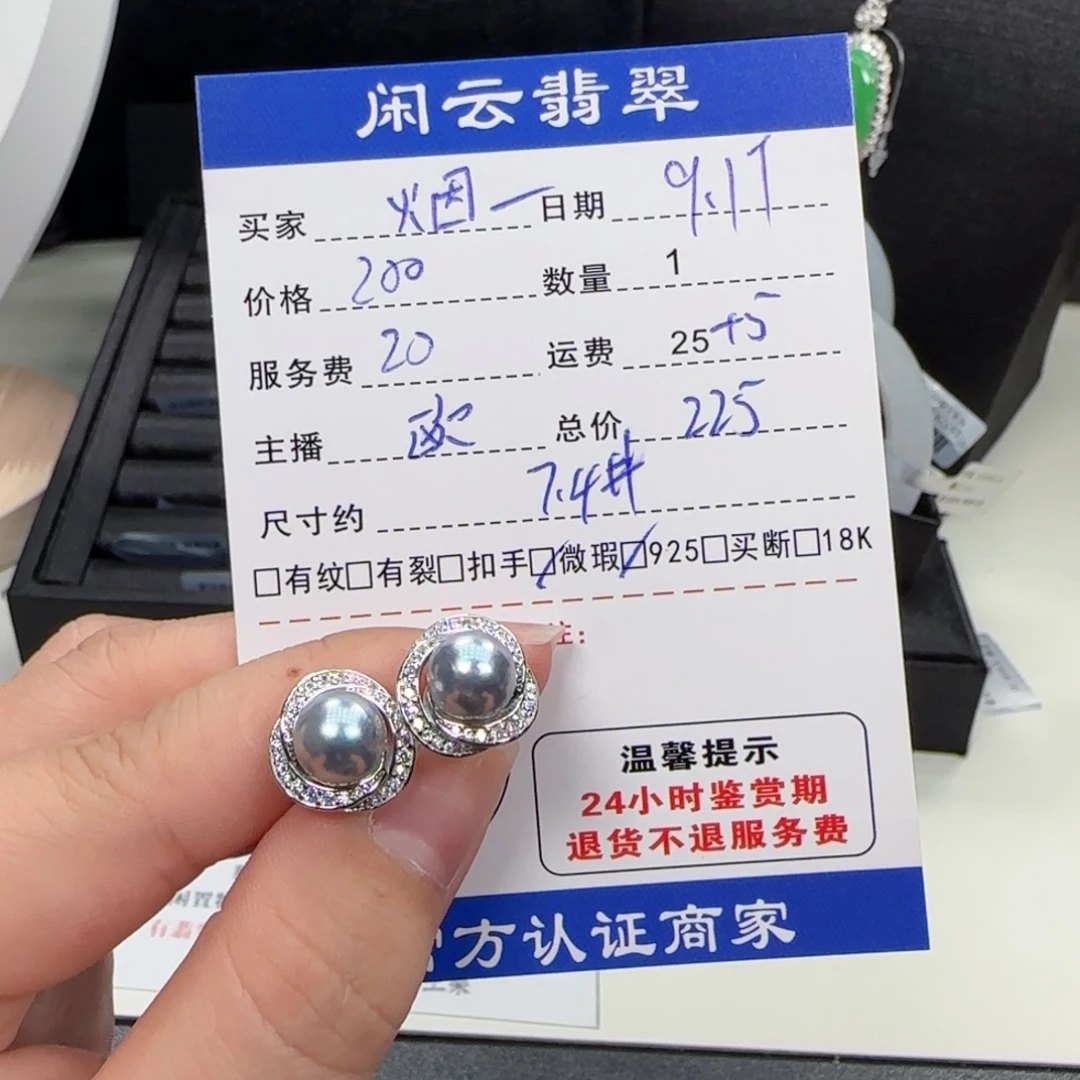 闲云翡翠
买家 烟一 日期 9.17
价格 200 数量 1
服务费 20 运费 25+5
主播 欧 总价 225
尺寸约 7.4#
□有纹□有裂□扣手☑微瑕☑925□买断□18K
注：
温馨提示
24小时鉴赏期
退货不退服务费
官方认证商家